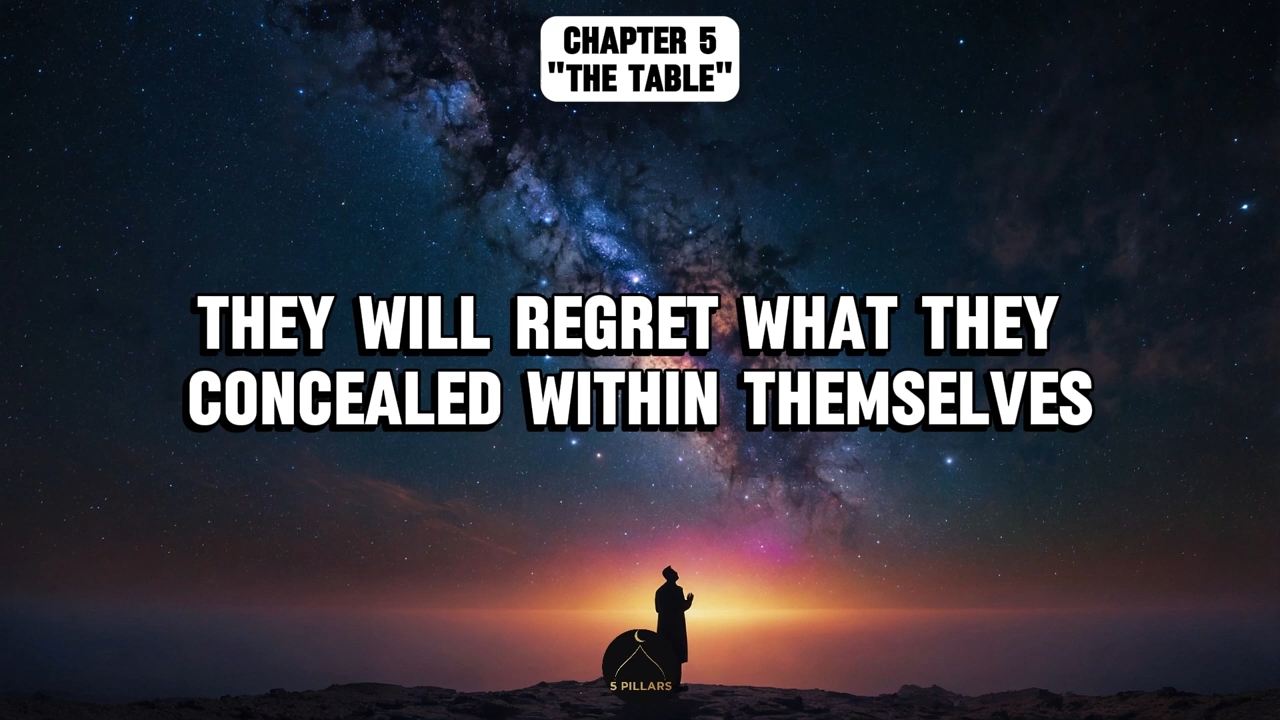 CHAPTER 5
"THE TABLE"
THEY WILL REGRET WHAT THEY
CONCEALED WITHIN THEMSELVES
5 PILLARS